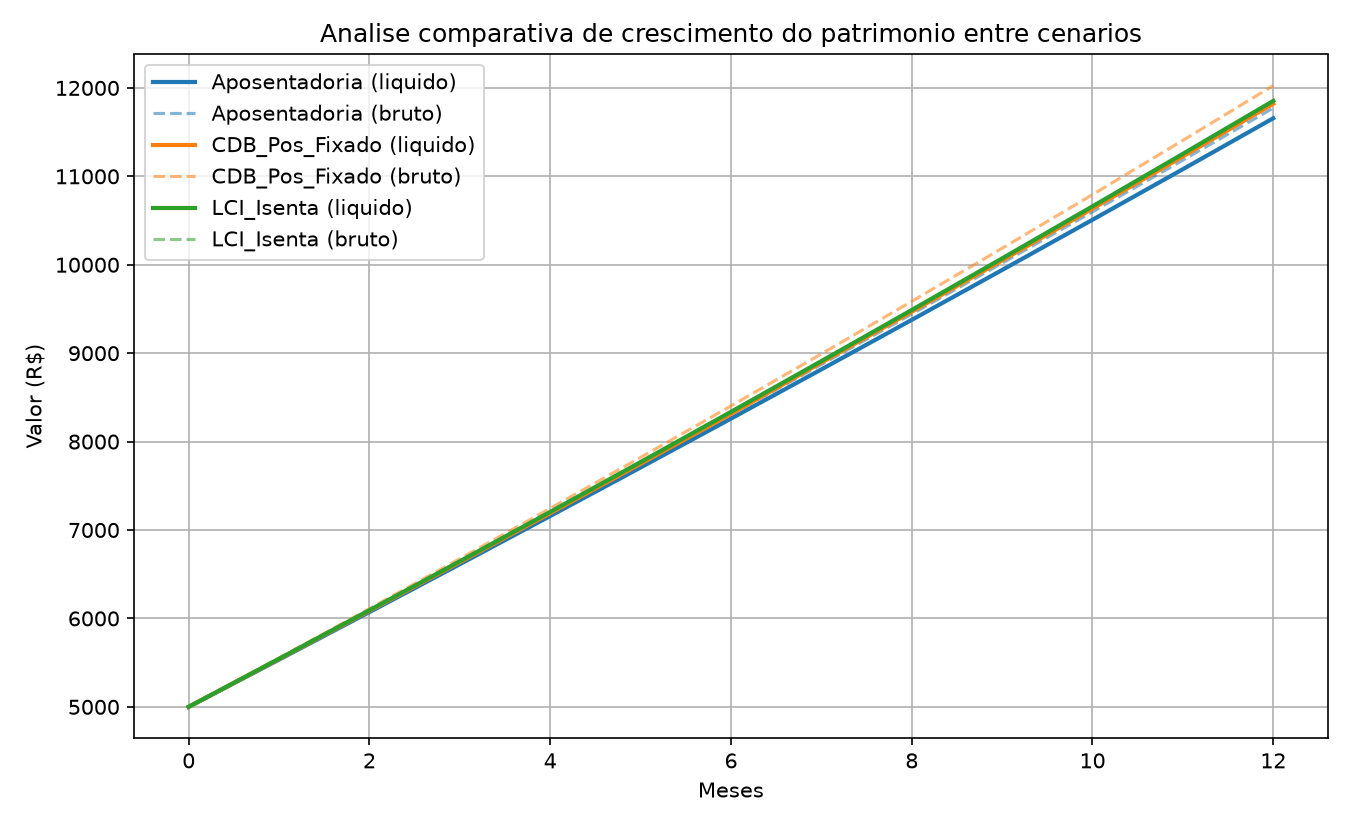 Analise comparativa de crescimento do patrimonio entre cenarios
Aposentadoria (liquido)
Aposentadoria (bruto)
CDB_Pos_Fixado (liquido)
CDB_Pos_Fixado (bruto)
LCI_Isenta (liquido)
LCI_Isenta (bruto)
Valor (R$)
12000
11000
10000
9000
8000
7000
6000
5000
0 2 4 6 8 10 12
Meses